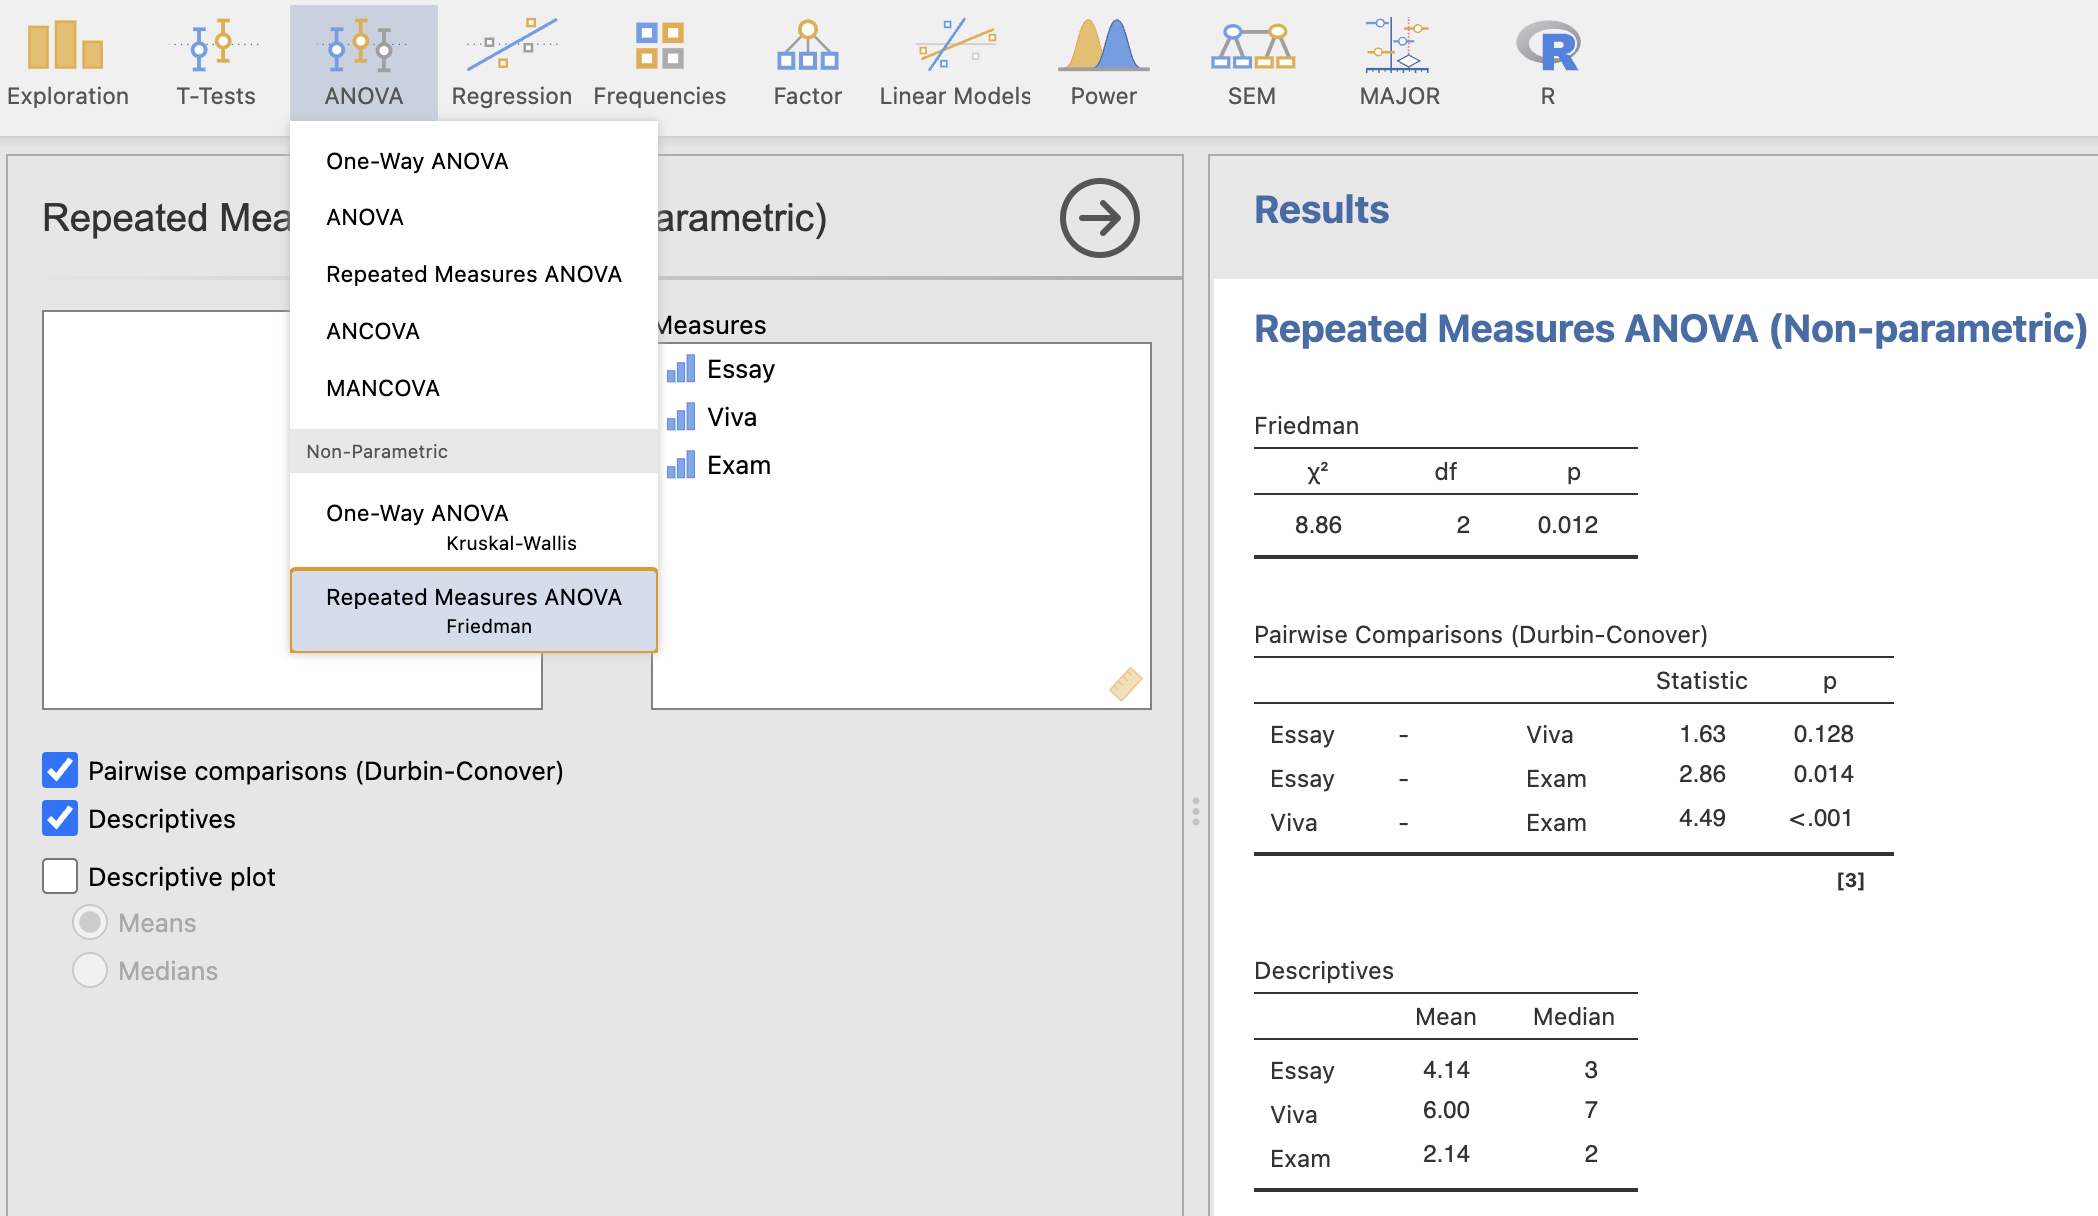 Exploration T-Tests ANOVA Regression Frequencies Factor Linear Models Power SEM MAJOR R
One-Way ANOVA
ANOVA
Repeated Measures ANOVA
ANCOVA
MANCOVA
Non-Parametric
One-Way ANOVA
Kruskal-Wallis
Repeated Measures ANOVA
Friedman
Repeated Mea
arametric)
Measures
Essay
Viva
Exam
Pairwise comparisons (Durbin-Conover)
Descriptives
Descriptive plot
Means
Medians
Results
Repeated Measures ANOVA (Non-parametric)
Friedman
χ² df p
8.86 2 0.012
Pairwise Comparisons (Durbin-Conover)
Statistic p
Essay - Viva 1.63 0.128
Essay - Exam 2.86 0.014
Viva - Exam 4.49 <.001
[3]
Descriptives
Mean Median
Essay 4.14 3
Viva 6.00 7
Exam 2.14 2